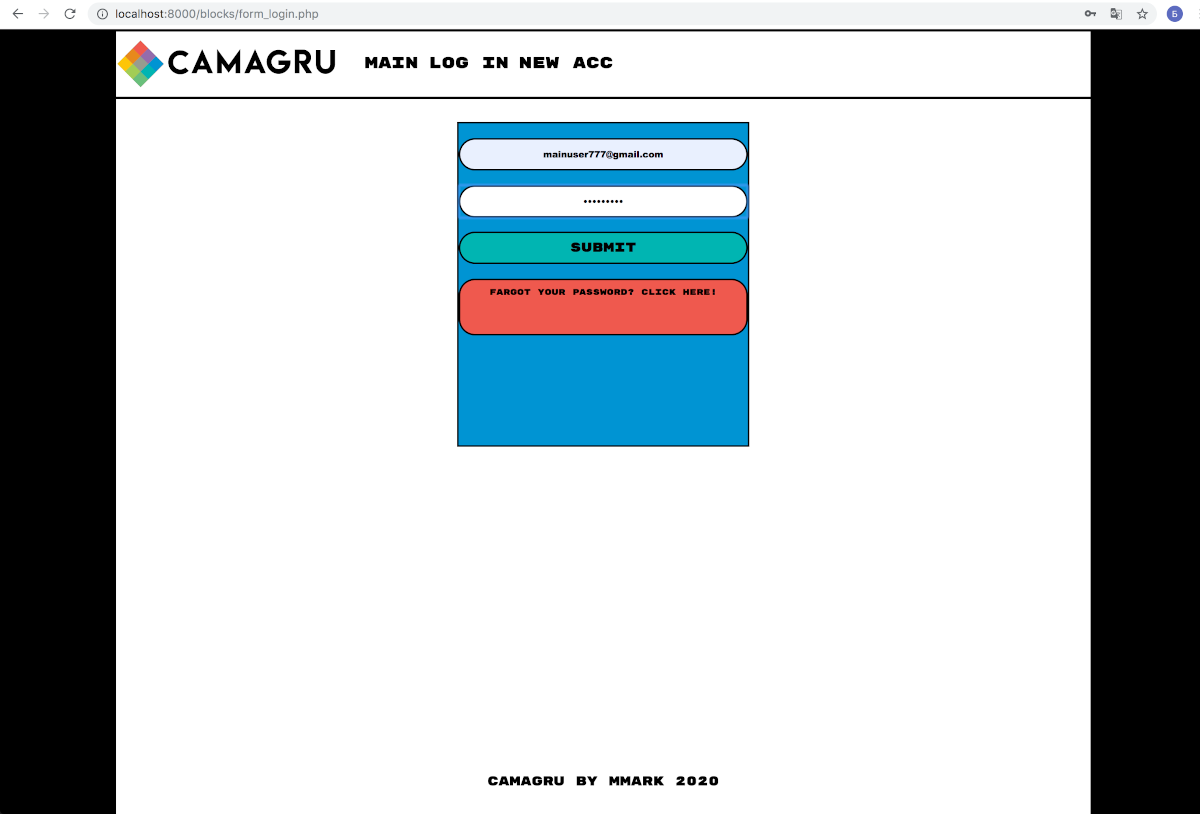 localhost:8000/blocks/form_login.php
Б
CAMAGRU MAIN LOG IN NEW ACC
mainuser777@gmail.com
•••••••••
SUBMIT
FARGOT YOUR PASSWORD? CLICK HERE!
CAMAGRU BY MMARK 2020